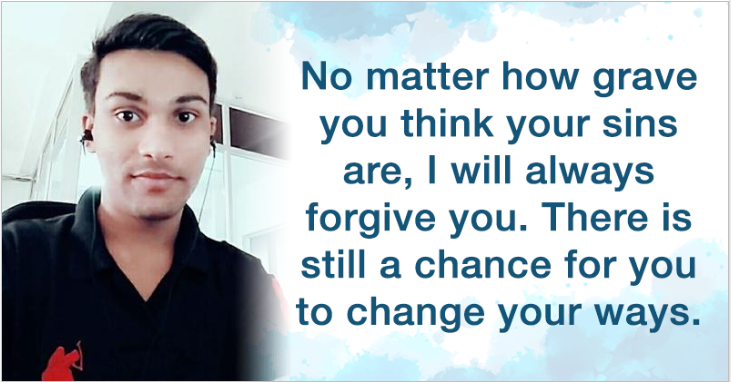 No matter how grave
you think your sins
are, I will always
forgive you. There is
still a chance for you
to change your ways.